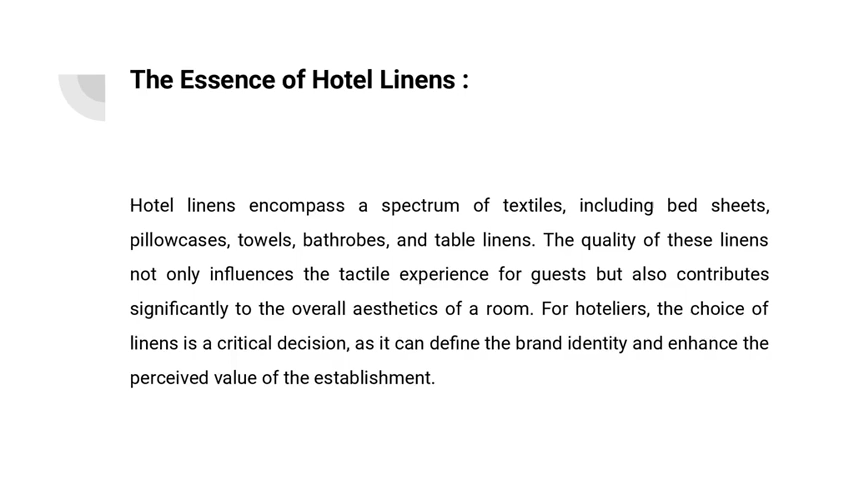 The Essence of Hotel Linens :
Hotel linens encompass a spectrum of textiles, including bed sheets,
pillowcases, towels, bathrobes, and table linens. The quality of these linens
not only influences the tactile experience for guests but also contributes
significantly to the overall aesthetics of a room. For hoteliers, the choice of
linens is a critical decision, as it can define the brand identity and enhance the
perceived value of the establishment.